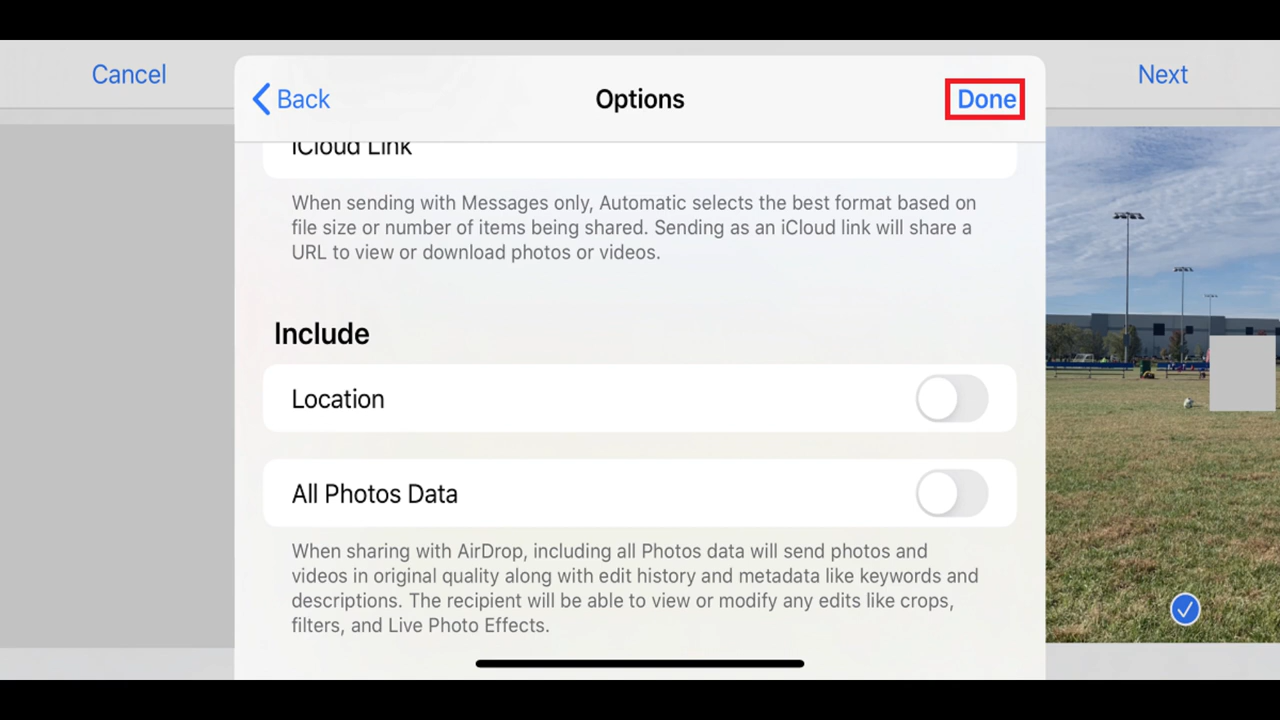 Cancel
Next
Back
Options
Done
iCloud Link
When sending with Messages only, Automatic selects the best format based on
file size or number of items being shared. Sending as an iCloud link will share a
URL to view or download photos or videos.
Include
Location
All Photos Data
When sharing with AirDrop, including all Photos data will send photos and
videos in original quality along with edit history and metadata like keywords and
descriptions. The recipient will be able to view or modify any edits like crops,
filters, and Live Photo Effects.